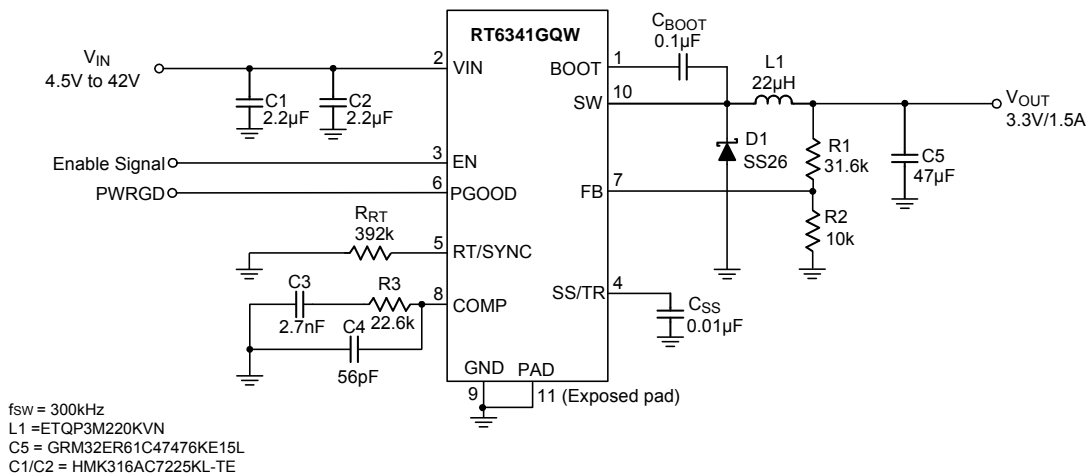 RT6341GQW
VIN
4.5V to 42V
2
VIN
C1
2.2µF
C2
2.2µF
Enable Signal
3
EN
PWRGD
6
PGOOD
RRT
392k
5
RT/SYNC
C3
2.7nF
R3
22.6k
8
COMP
C4
56pF
GND
PAD
9
11 (Exposed pad)
BOOT
1
CBOOT
0.1µF
SW
10
L1
22µH
VOUT
3.3V/1.5A
D1
SS26
R1
31.6k
C5
47µF
FB
7
R2
10k
SS/TR
4
CSS
0.01µF
fSW = 300kHz
L1 =ETQP3M220KVN
C5 = GRM32ER61C47476KE15L
C1/C2 = HMK316AC7225KL-TE